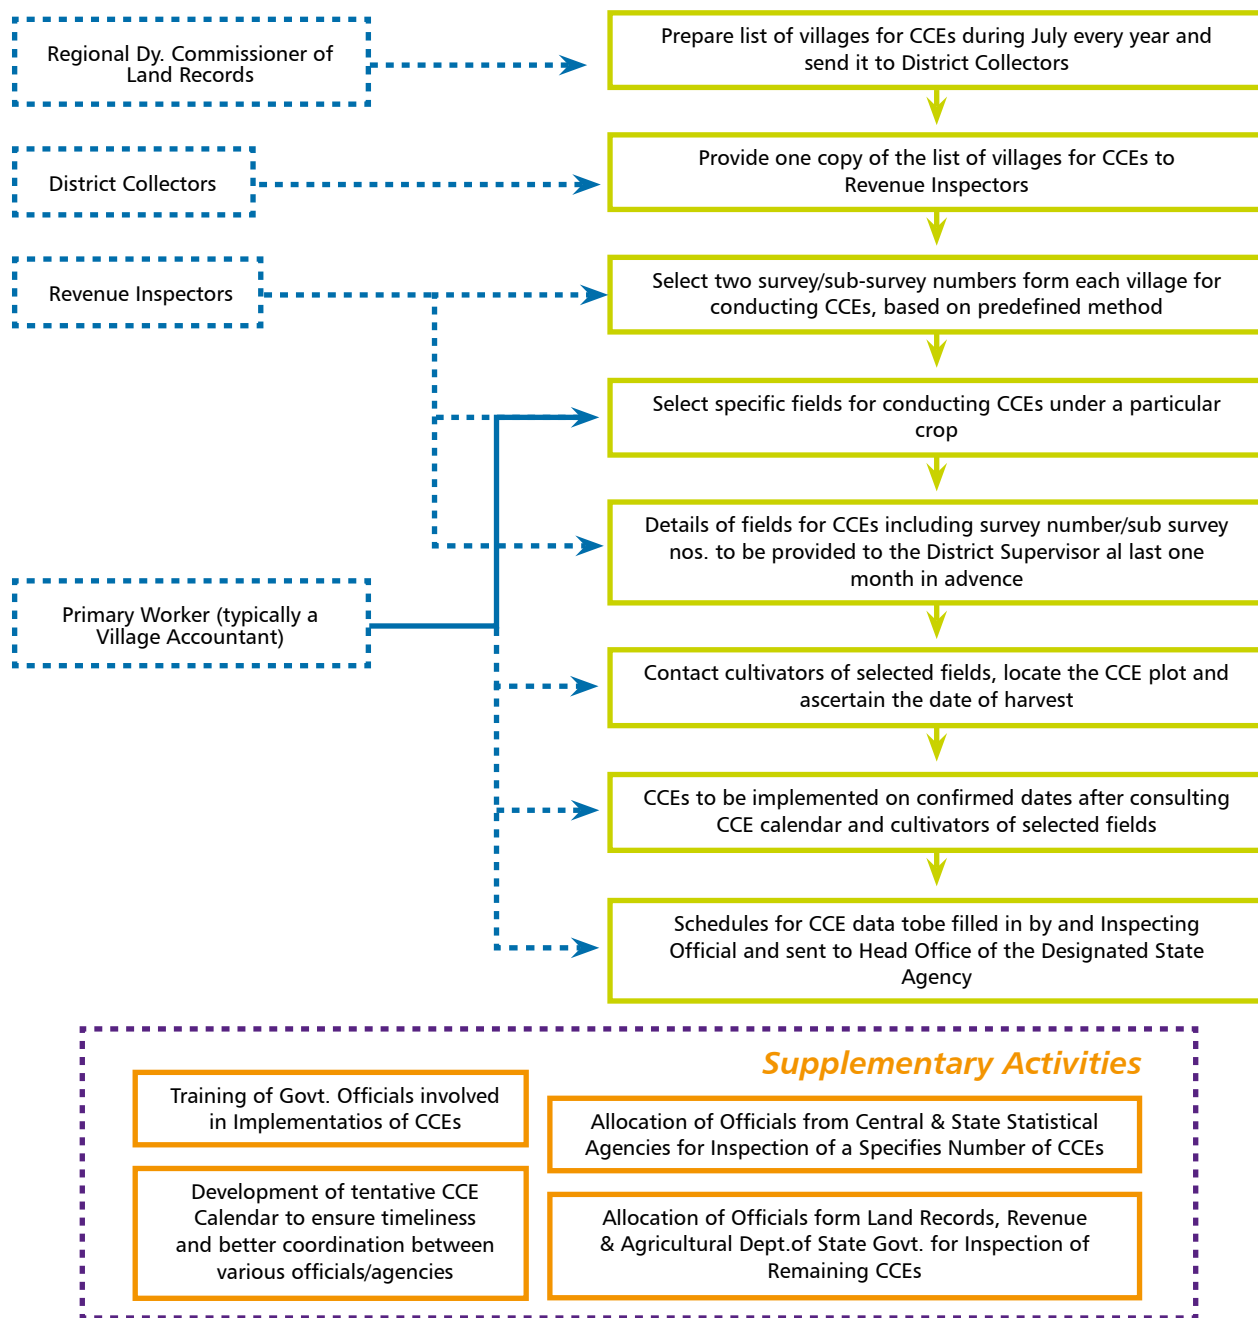 Regional Dy. Commissioner of
Land Records
Prepare list of villages for CCEs during July every year and
send it to District Collectors
District Collectors
Provide one copy of the list of villages for CCEs to
Revenue Inspectors
Revenue Inspectors
Select two survey/sub-survey numbers form each village for
conducting CCEs, based on predefined method
Select specific fields for conducting CCEs under a particular
crop
Details of fields for CCEs including survey number/sub survey
nos. to be provided to the District Supervisor al last one
month in advence
Primary Worker (typically a
Village Accountant)
Contact cultivators of selected fields, locate the CCE plot and
ascertain the date of harvest
CCEs to be implemented on confirmed dates after consulting
CCE calendar and cultivators of selected fields
Schedules for CCE data tobe filled in by and Inspecting
Official and sent to Head Office of the Designated State
Agency
Supplementary Activities
Training of Govt. Officials involved
in Implementatios of CCEs
Allocation of Officials from Central & State Statistical
Agencies for Inspection of a Specifies Number of CCEs
Development of tentative CCE
Calendar to ensure timeliness
and better coordination between
various officials/agencies
Allocation of Officials form Land Records, Revenue
& Agricultural Dept.of State Govt. for Inspection of
Remaining CCEs